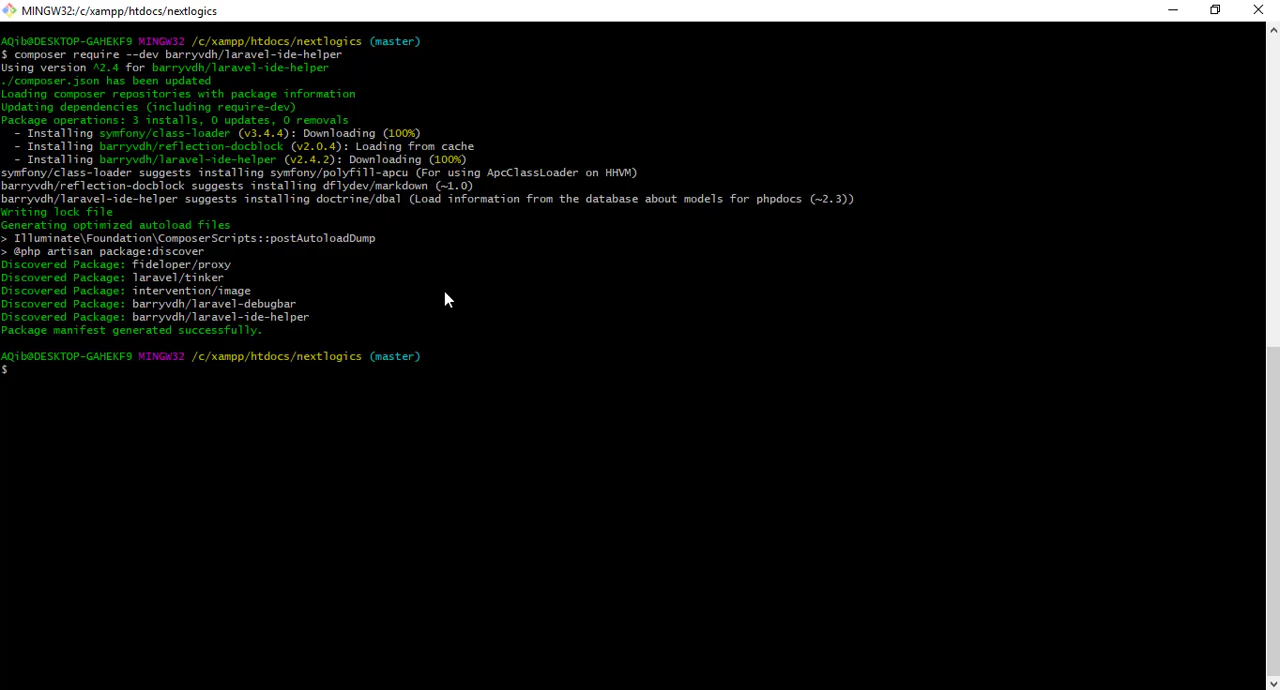 MINGW32:/c/xampp/htdocs/nextlogics
AQib@DESKTOP-GAHEKF9 MINGW32 /c/xampp/htdocs/nextlogics (master)
$ composer require --dev barryvdh/laravel-ide-helper
Using version ^2.4 for barryvdh/laravel-ide-helper
./composer.json has been updated
Loading composer repositories with package information
Updating dependencies (including require-dev)
Package operations: 3 installs, 0 updates, 0 removals
- Installing symfony/class-loader (v3.4.4): Downloading (100%)
- Installing barryvdh/reflection-docblock (v2.0.4): Loading from cache
- Installing barryvdh/laravel-ide-helper (v2.4.2): Downloading (100%)
symfony/class-loader suggests installing symfony/polyfill-apcu (For using ApcClassLoader on HHVM)
barryvdh/reflection-docblock suggests installing dflydev/markdown (~1.0)
barryvdh/laravel-ide-helper suggests installing doctrine/dbal (Load information from the database about models for phpdocs (~2.3))
Writing lock file
Generating optimized autoload files
> Illuminate\Foundation\ComposerScripts::postAutoloadDump
> @php artisan package:discover
Discovered Package: fideloper/proxy
Discovered Package: laravel/tinker
Discovered Package: intervention/image
Discovered Package: barryvdh/laravel-debugbar
Discovered Package: barryvdh/laravel-ide-helper
Package manifest generated successfully.
AQib@DESKTOP-GAHEKF9 MINGW32 /c/xampp/htdocs/nextlogics (master)
$